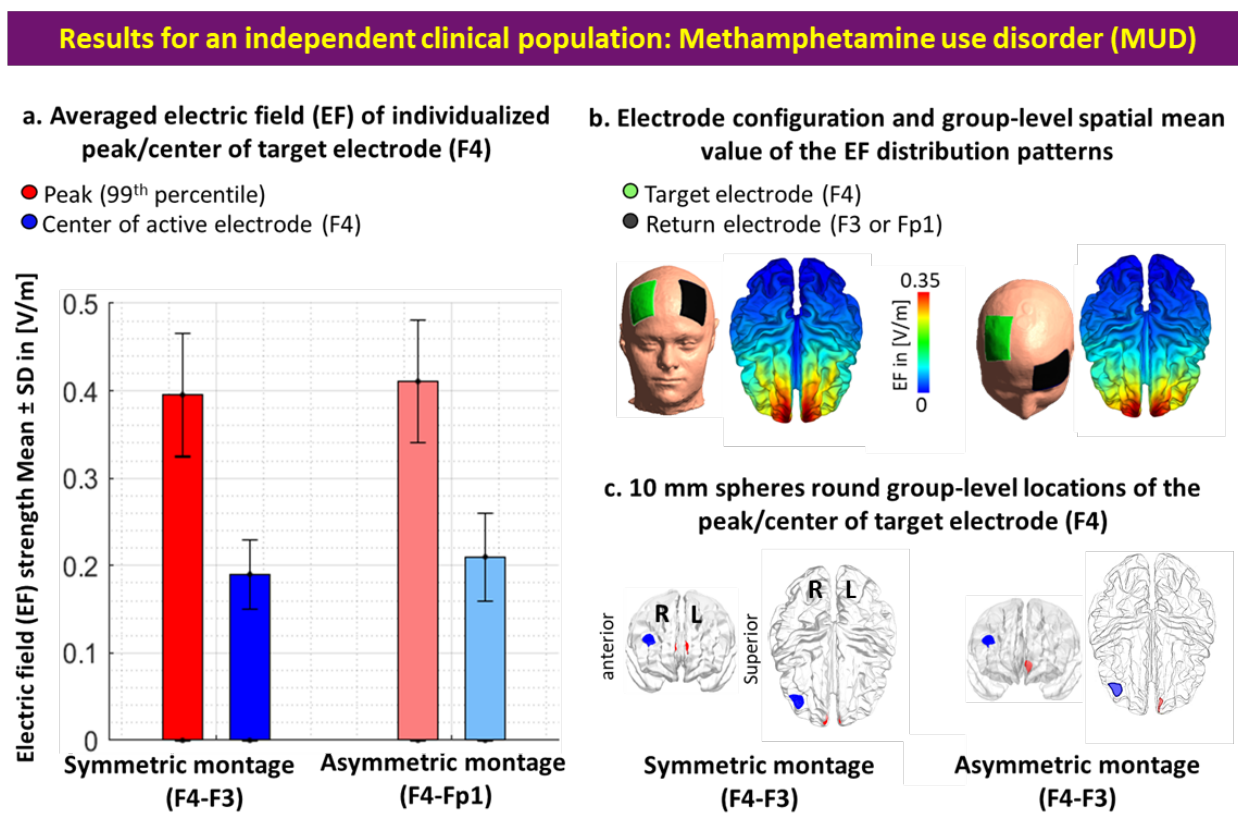 Results for an independent clinical population: Methamphetamine use disorder (MUD)
a. Averaged electric field (EF) of individualized
peak/center of target electrode (F4)
Peak (99th percentile)
Center of active electrode (F4)
Electric field (EF) strength Mean ± SD in [V/m]
0.5
0.4
0.3
0.2
0.1
0
Symmetric montage
(F4-F3)
Asymmetric montage
(F4-Fp1)
b. Electrode configuration and group-level spatial mean
value of the EF distribution patterns
Target electrode (F4)
Return electrode (F3 or Fp1)
0.35
EF in [V/m]
0
c. 10 mm spheres round group-level locations of the
peak/center of target electrode (F4)
anterior
R L
Superior
R L
Symmetric montage
(F4-F3)
Asymmetric montage
(F4-F3)